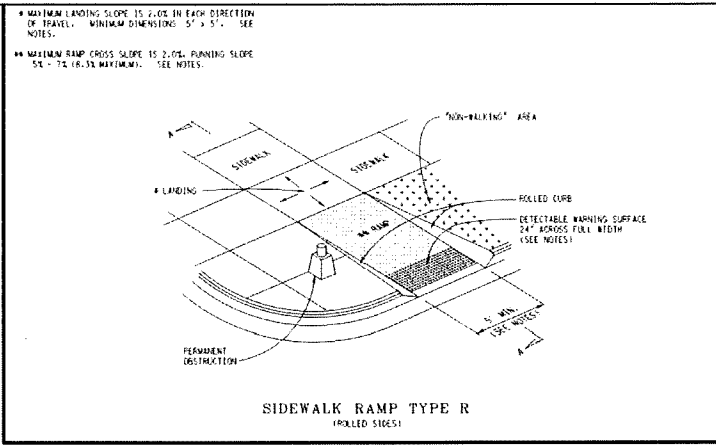 * MAXIMUM LANDING SLOPE IS 2.0% IN EACH DIRECTION
OF TRAVEL. MINIMUM DIMENSIONS 5' x 5'. SEE
NOTES.
** MAXIMUM RAMP CROSS SLOPE IS 2.0%, RUNNING SLOPE
5% - 7% (8.3% MAXIMUM). SEE NOTES.
"NON-WALKING" AREA
A
SIDEWALK
SIDEWALK
* LANDING
ROLLED CURB
** RAMP
DETECTABLE WARNING SURFACE
24" ACROSS FULL WIDTH
(SEE NOTES)
5' MIN.
(SEE NOTES)
A
PERMANENT
OBSTRUCTION
SIDEWALK RAMP TYPE R
(ROLLED SIDES)